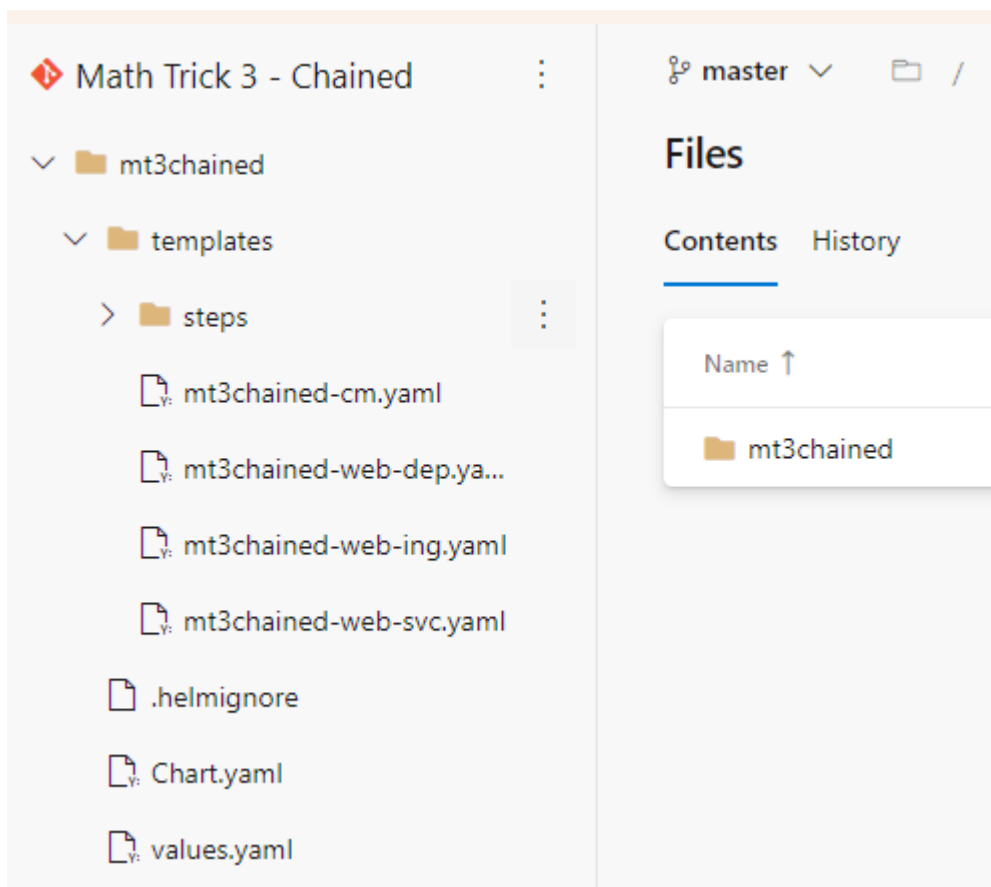 Math Trick 3 - Chained
mt3chained
templates
steps
mt3chained-cm.yaml
mt3chained-web-dep.ya...
mt3chained-web-ing.yaml
mt3chained-web-svc.yaml
.helmignore
Chart.yaml
values.yaml
master /
Files
Contents History
Name ↑
mt3chained